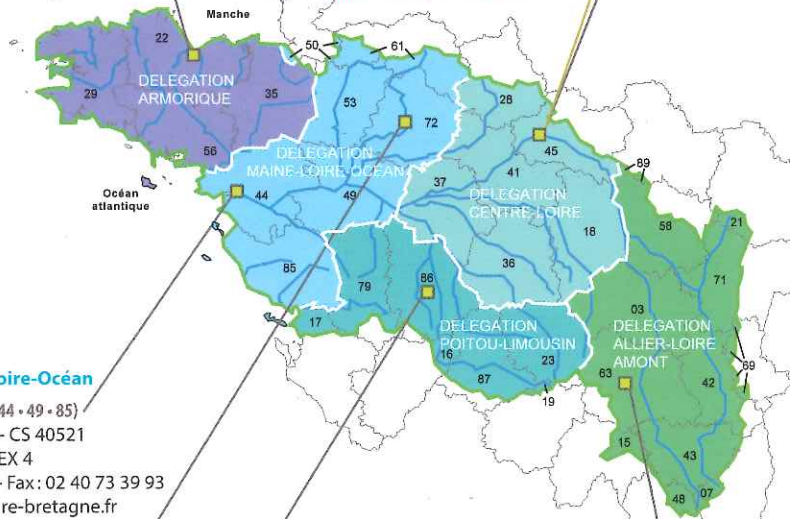 Manche
22
50
61
DELEGATION
ARMORIQUE
29
35
53
28
72
56
45
DELEGATION
MAINE-LOIRE-OCÉAN
41
89
37
Océan
atlantique
44
49
DELEGATION
CENTRE-LOIRE
58
21
18
36
85
79
86
71
03
17
DELEGATION
POITOU-LIMOUSIN
DELEGATION
ALLIER-LOIRE
AMONT
16
23
69
63
87
42
19
oire-Océan
44 • 49 • 85)
- CS 40521
EX 4
- Fax : 02 40 73 39 93
re-bretagne.fr
15
43
48
07